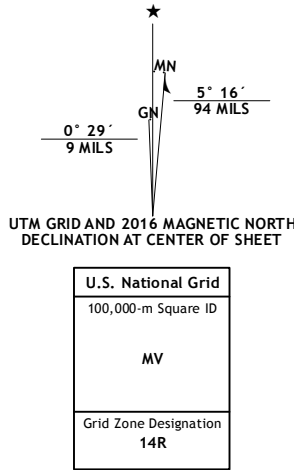 ★
MN
GN
5° 16´
94 MILS
0° 29´
9 MILS
UTM GRID AND 2016 MAGNETIC NORTH
DECLINATION AT CENTER OF SHEET
U.S. National Grid
100,000-m Square ID
MV
Grid Zone Designation
14R